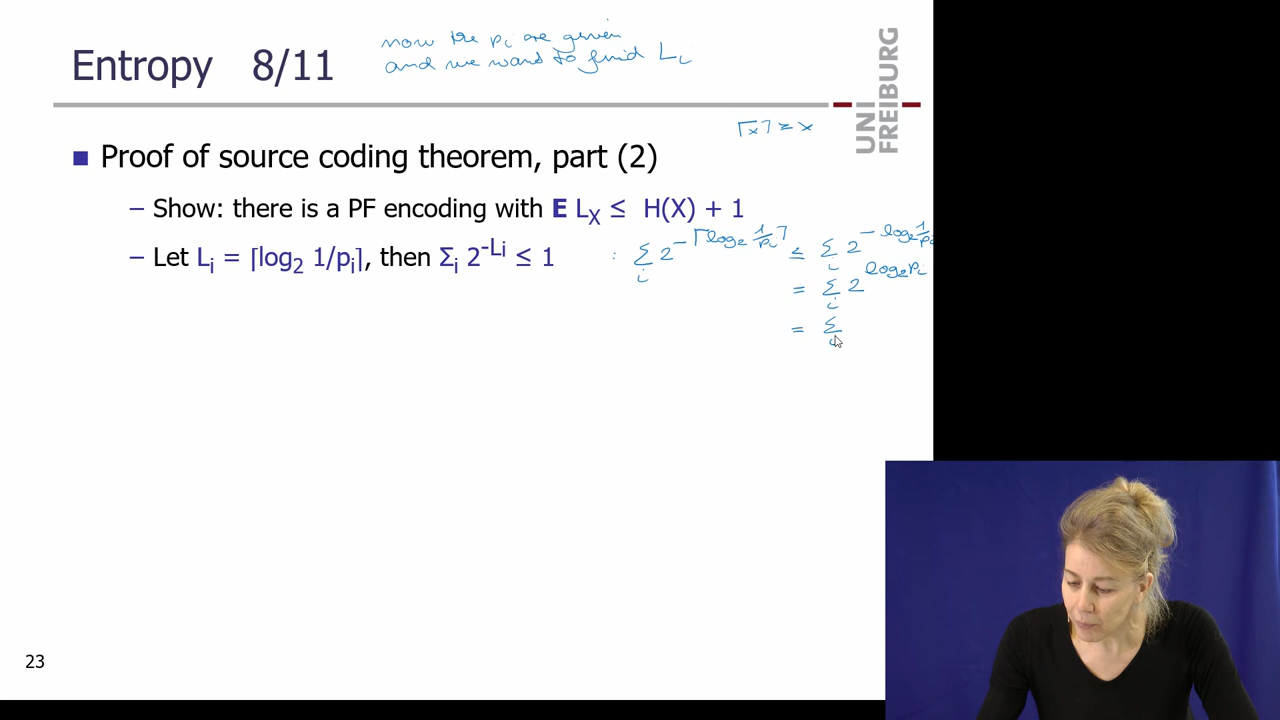 now the pᵢ are given
and we want to find Lᵢ
Entropy 8/11
UNI
FREIBURG
⌈x⌉ ≥ x
■ Proof of source coding theorem, part (2)
– Show: there is a PF encoding with E L_X ≤ H(X) + 1
– Let Lᵢ = ⌈log₂ 1/pᵢ⌉, then Σᵢ 2^-Lᵢ ≤ 1 : Σᵢ 2^-⌈log₂ 1/pᵢ⌉ ≤ Σᵢ 2^-log₂ 1/pᵢ
= Σᵢ 2^log₂ pᵢ
= Σᵢ
23